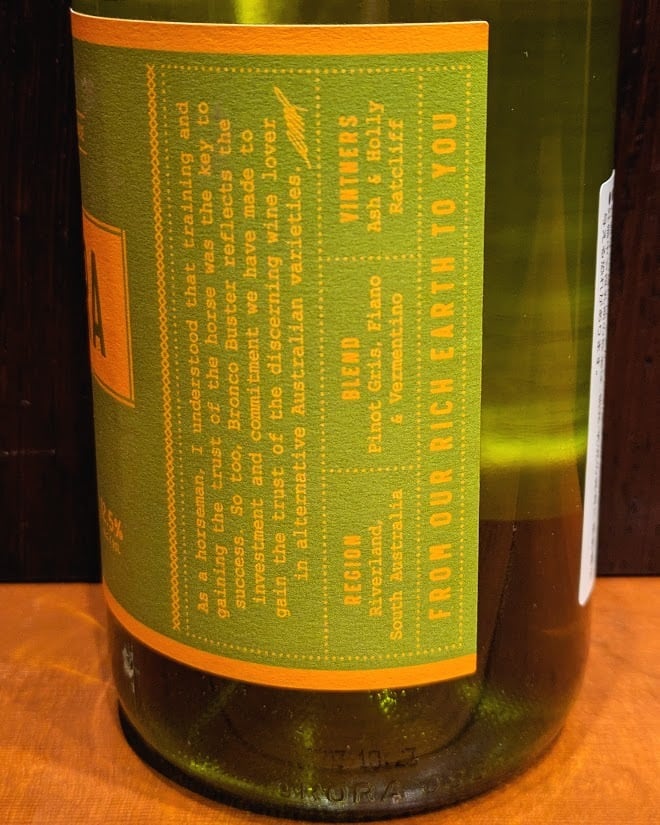 As a horseman, I understood that training and
gaining the trust of the horse was the key to
success. So too, Bronco Buster reflects the
investment and commitment we have made to
gain the trust of the discerning wine lover
in alternative Australian varieties.
REGION
Riverland,
South Australia
BLEND
Pinot Gris, Fiano
& Vermentino
VINTNERS
Ash & Holly
Ratcliff
FROM OUR RICH EARTH TO YOU